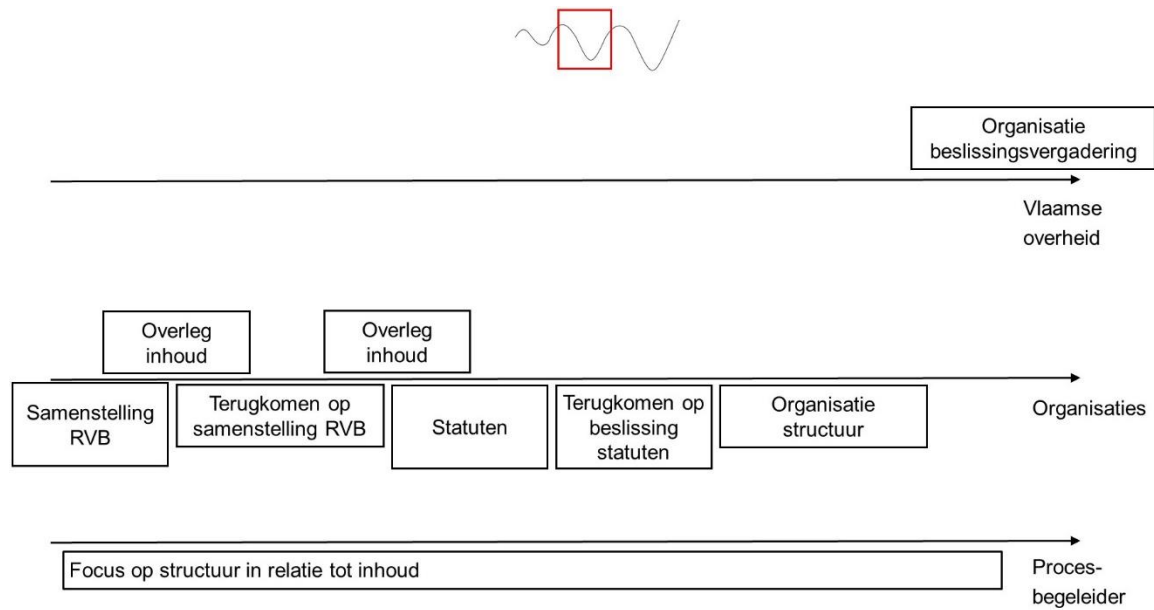 Organisatie
beslissingsvergadering
Vlaamse
overheid
Overleg
inhoud
Overleg
inhoud
Samenstelling
RVB
Terugkomen op
samenstelling RVB
Statuten
Terugkomen op
beslissing
statuten
Organisatie
structuur
Organisaties
Focus op structuur in relatie tot inhoud
Proces-
begeleider